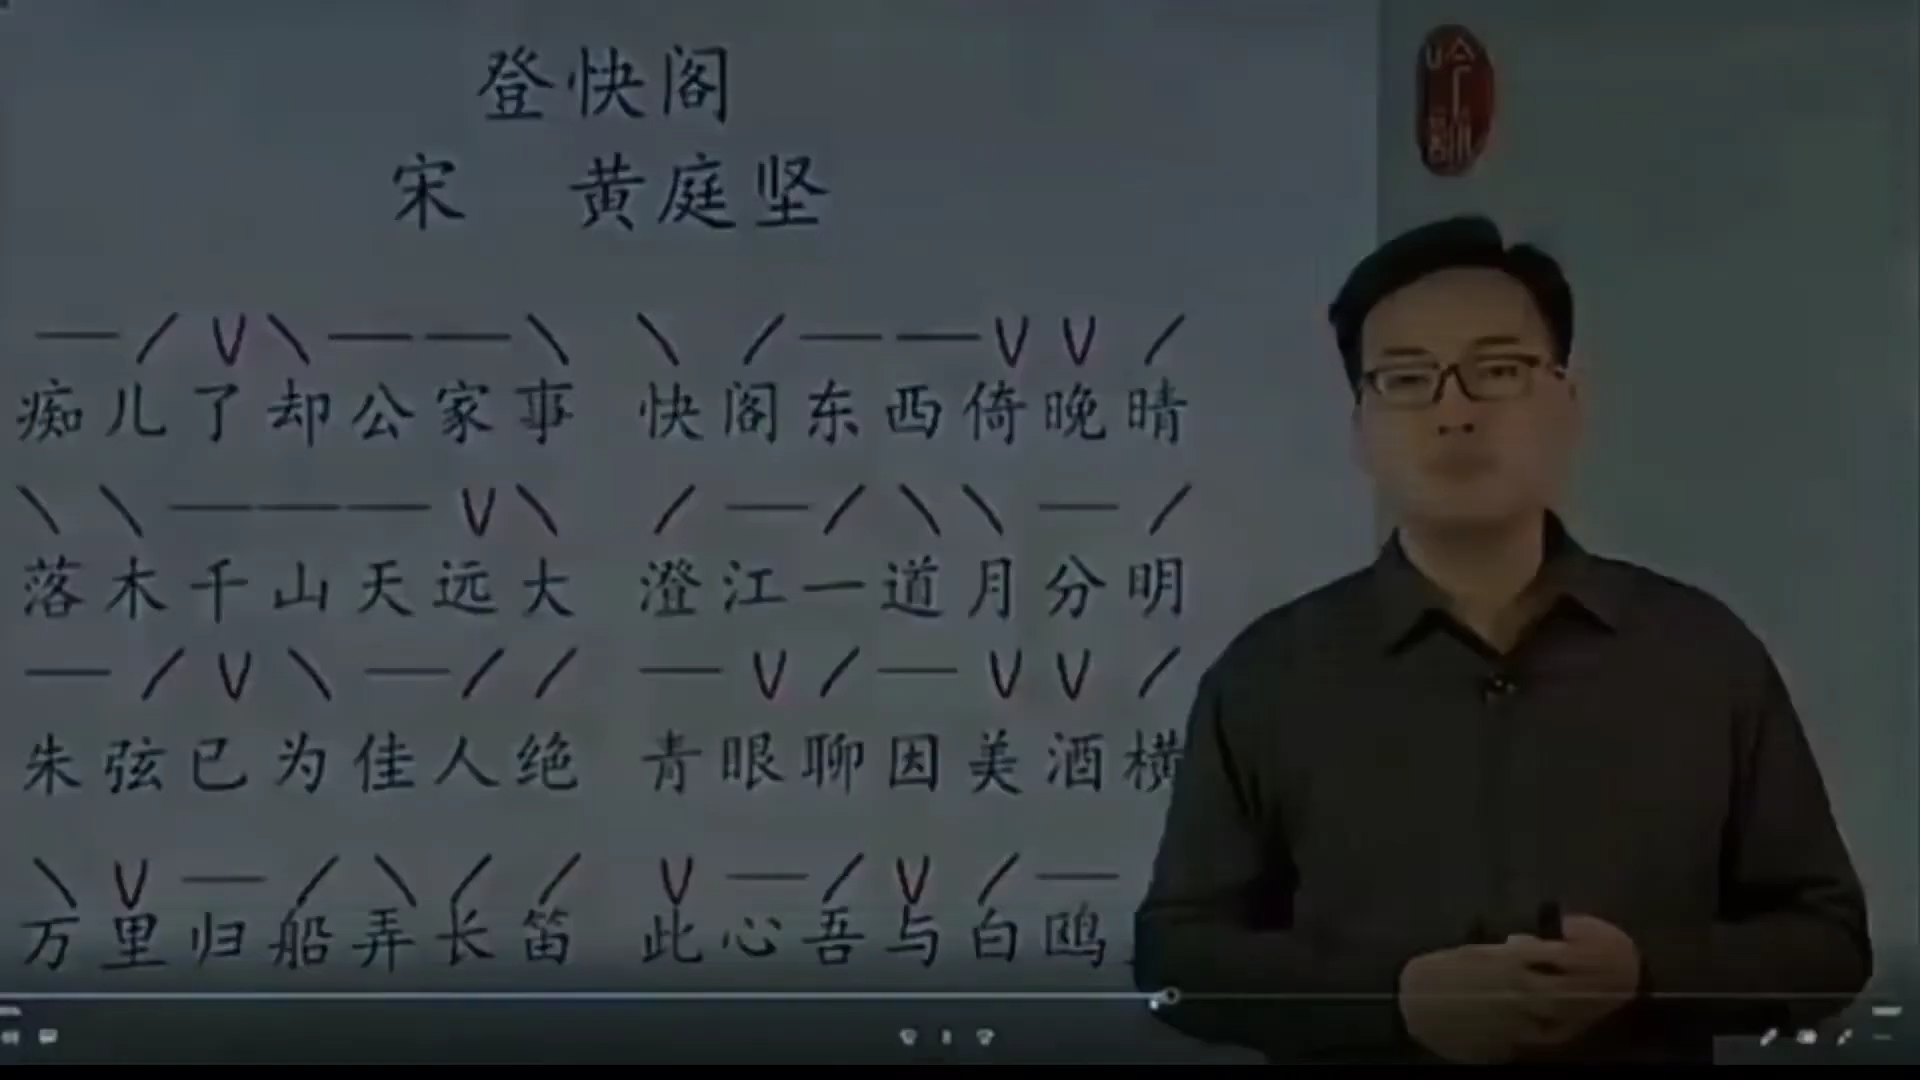 登快阁
宋 黄庭坚
痴儿了却公家事 快阁东西倚晚晴
落木千山天远大 澄江一道月分明
朱弦已为佳人绝 青眼聊因美酒横
万里归船弄长笛 此心吾与白鸥